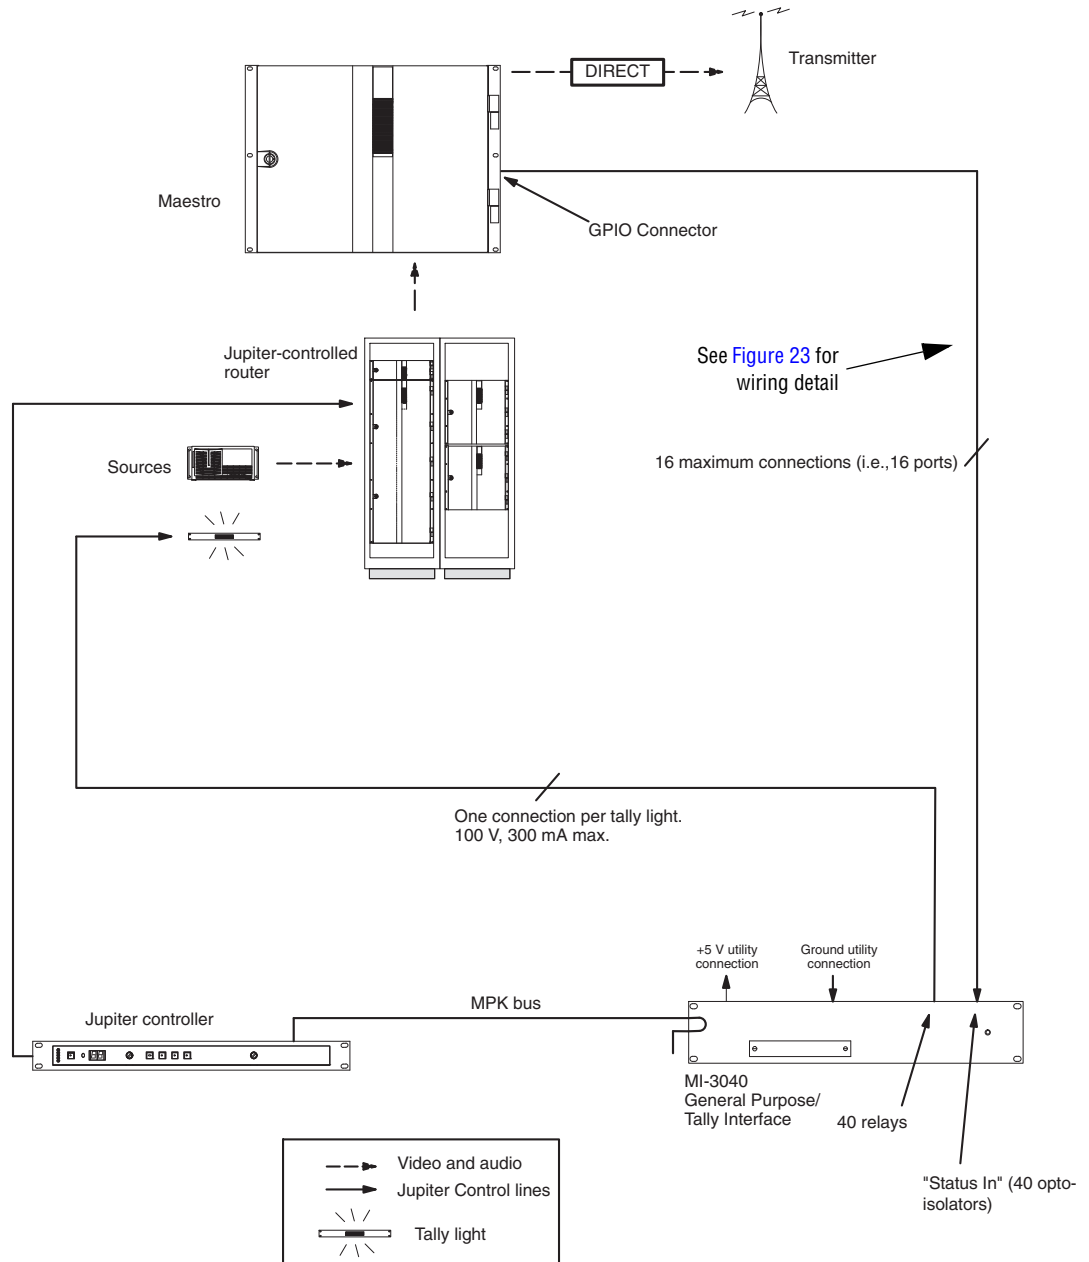 Transmitter
DIRECT
Maestro
GPIO Connector
Jupiter-controlled
router
See Figure 23 for
wiring detail
Sources
16 maximum connections (i.e.,16 ports)
One connection per tally light.
100 V, 300 mA max.
+5 V utility
connection
Ground utility
connection
MPK bus
Jupiter controller
MI-3040
General Purpose/
Tally Interface
40 relays
"Status In" (40 opto-
isolators)
Video and audio
Jupiter Control lines
Tally light